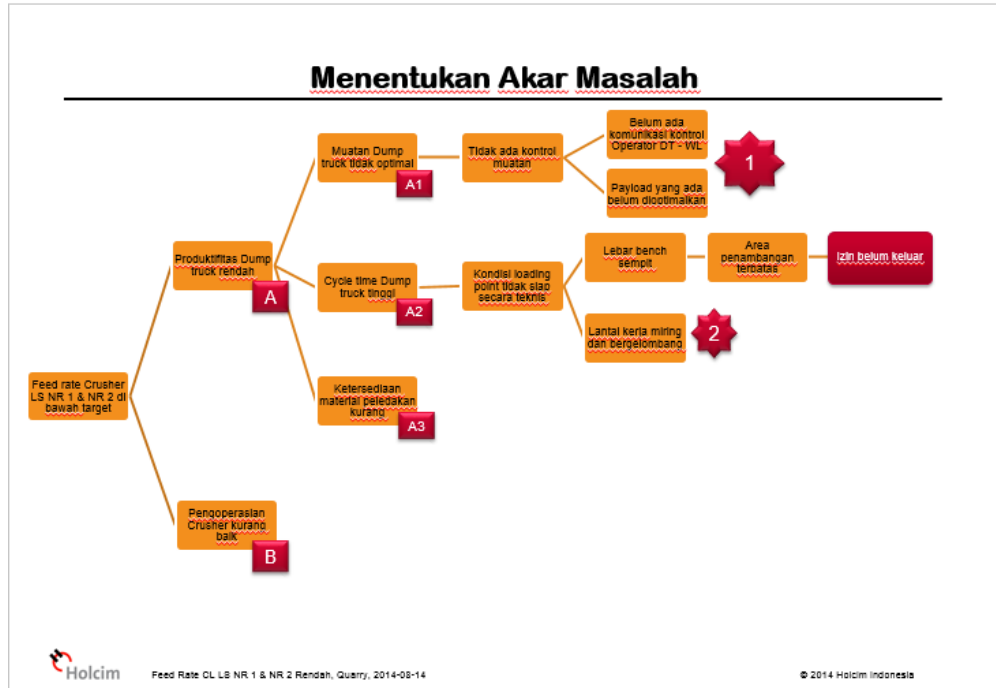 Menentukan Akar Masalah
Belum ada
komunikasi kontrol
Operator DT - WL
Muatan Dump
truck tidak optimal
A1
Tidak ada kontrol
muatan
1
Payload yang ada
belum dioptimalkan
Produktifitas Dump
truck rendah
A
Cycle time Dump
truck tinggi
A2
Kondisi loading
point tidak siap
secara teknis
Lebar bench
sempit
Area
penambangan
terbatas
Izin belum keluar
Lantai kerja miring
dan bergelombang
2
Feed rate Crusher
LS NR 1 & NR 2 di
bawah target
Ketersediaan
material peledakan
kurang
A3
Pengoperasian
Crusher kurang
baik
B
Holcim
Feed Rate CL LS NR 1 & NR 2 Rendah, Quarry, 2014-08-14
© 2014 Holcim Indonesia